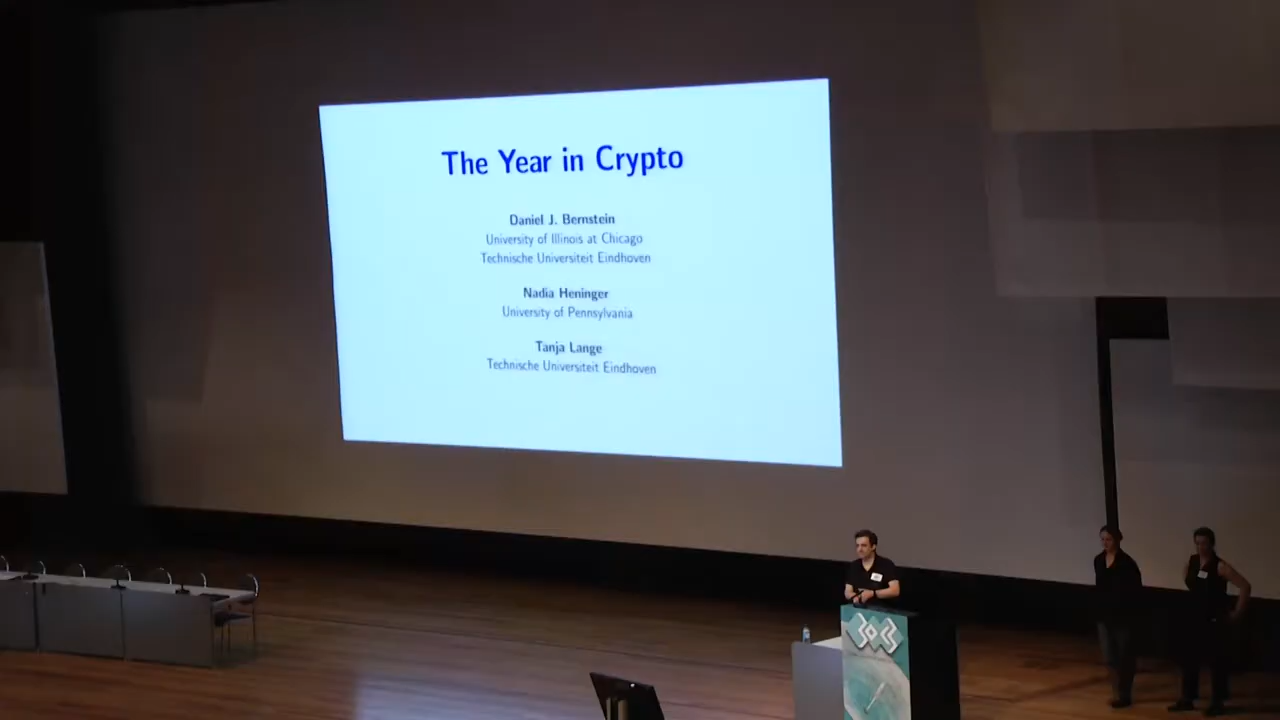 The Year in Crypto
Daniel J. Bernstein
University of Illinois at Chicago
Technische Universiteit Eindhoven
Nadia Heninger
University of Pennsylvania
Tanja Lange
Technische Universiteit Eindhoven
30C3